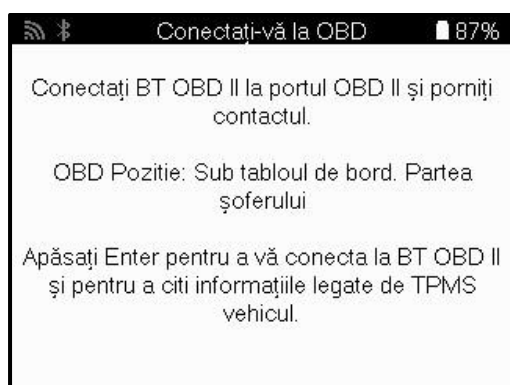 Conectați-vă la OBD 87%
Conectați BT OBD II la portul OBD II și porniți
contactul.
OBD Pozitie: Sub tabloul de bord. Partea
șoferului
Apăsați Enter pentru a vă conecta la BT OBD II
și pentru a citi informațiile legate de TPMS
vehicul.